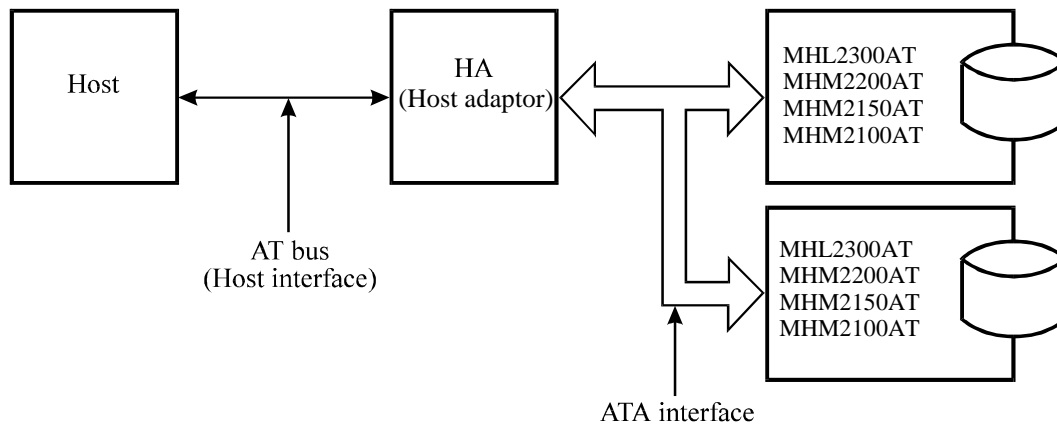 Host
HA
(Host adaptor)
MHL2300AT
MHM2200AT
MHM2150AT
MHM2100AT
AT bus
(Host interface)
MHL2300AT
MHM2200AT
MHM2150AT
MHM2100AT
ATA interface